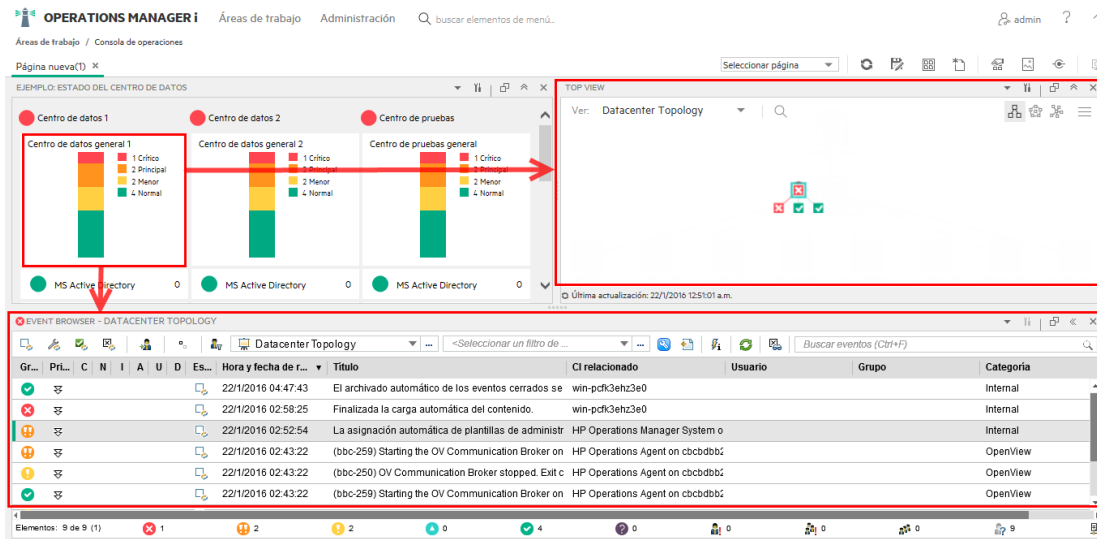 OPERATIONS MANAGER i Áreas de trabajo Administración buscar elementos de menú... admin ?
Áreas de trabajo / Consola de operaciones
Página nueva(1) × Seleccionar página
EJEMPLO: ESTADO DEL CENTRO DE DATOS
TOP VIEW
Ver: Datacenter Topology
Centro de datos 1
Centro de datos general 1
1 Crítico
2 Principal
2 Menor
4 Normal
MS Active Directory 0
Centro de datos 2
Centro de datos general 2
1 Crítico
2 Principal
2 Menor
4 Normal
MS Active Directory 0
Centro de pruebas
Centro de pruebas general
1 Crítico
2 Principal
2 Menor
4 Normal
MS Active Directory 0
Última actualización: 22/1/2016 12:51:01 a.m.
EVENT BROWSER - DATACENTER TOPOLOGY
Datacenter Topology ... <Seleccionar un filtro de ... ... Buscar eventos (Ctrl+F)
Gr... Pri... C N I A U D Es... Hora y fecha de r... Título CI relacionado Usuario Grupo Categoría
22/1/2016 04:47:43 El archivado automático de los eventos cerrados se win-pcfk3ehz3e0 Internal
22/1/2016 02:58:25 Finalizada la carga automática del contenido. win-pcfk3ehz3e0 Internal
22/1/2016 02:52:54 La asignación automática de plantillas de administr HP Operations Manager System o Internal
22/1/2016 02:43:22 (bbc-259) Starting the OV Communication Broker on HP Operations Agent on cbcbdbb2 OpenView
22/1/2016 02:43:22 (bbc-250) OV Communication Broker stopped. Exit c HP Operations Agent on cbcbdbb2 OpenView
22/1/2016 02:43:22 (bbc-259) Starting the OV Communication Broker on HP Operations Agent on cbcbdbb2 OpenView
Elementos: 9 de 9 (1) 1 2 2 0 4 0 0 0 0 9